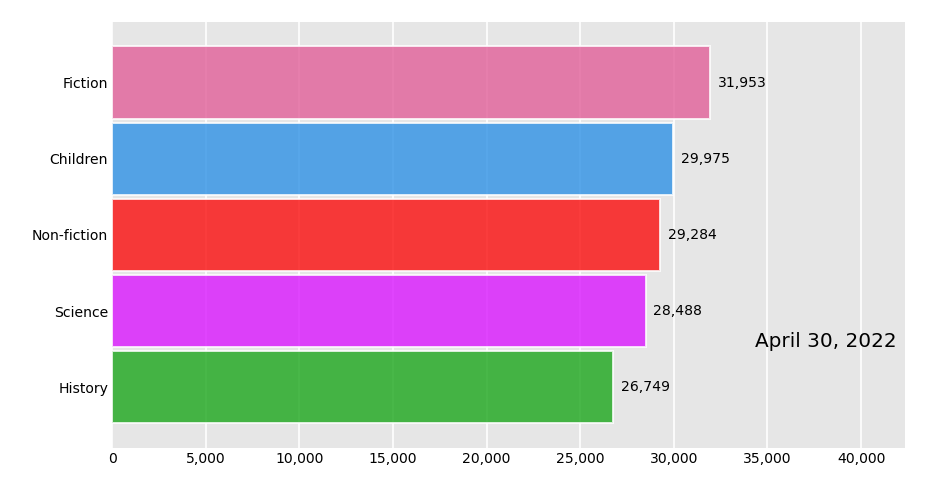 Fiction 31,953
Children 29,975
Non-fiction 29,284
Science 28,488
April 30, 2022
History 26,749
0 5,000 10,000 15,000 20,000 25,000 30,000 35,000 40,000